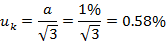 u_k = a/√3 = 1%/√3 = 0.58%